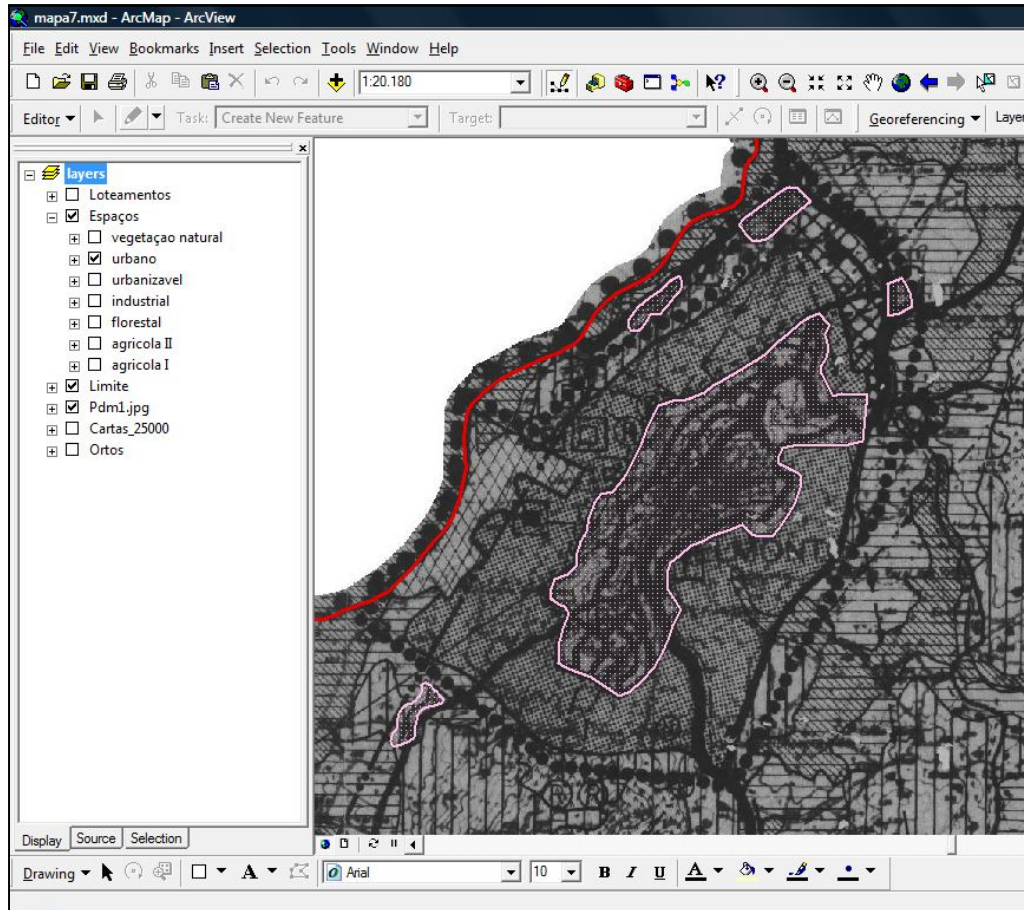 mapa7.mxd - ArcMap - ArcView
File Edit View Bookmarks Insert Selection Tools Window Help
1:20.180
Editor Task: Create New Feature Target: Georeferencing Layer
layers
Loteamentos
Espaços
vegetaçao natural
urbano
urbanizavel
industrial
florestal
agricola II
agricola I
Limite
Pdm1.jpg
Cartas_25000
Ortos
Display Source Selection
Drawing A Arial 10 B I U A